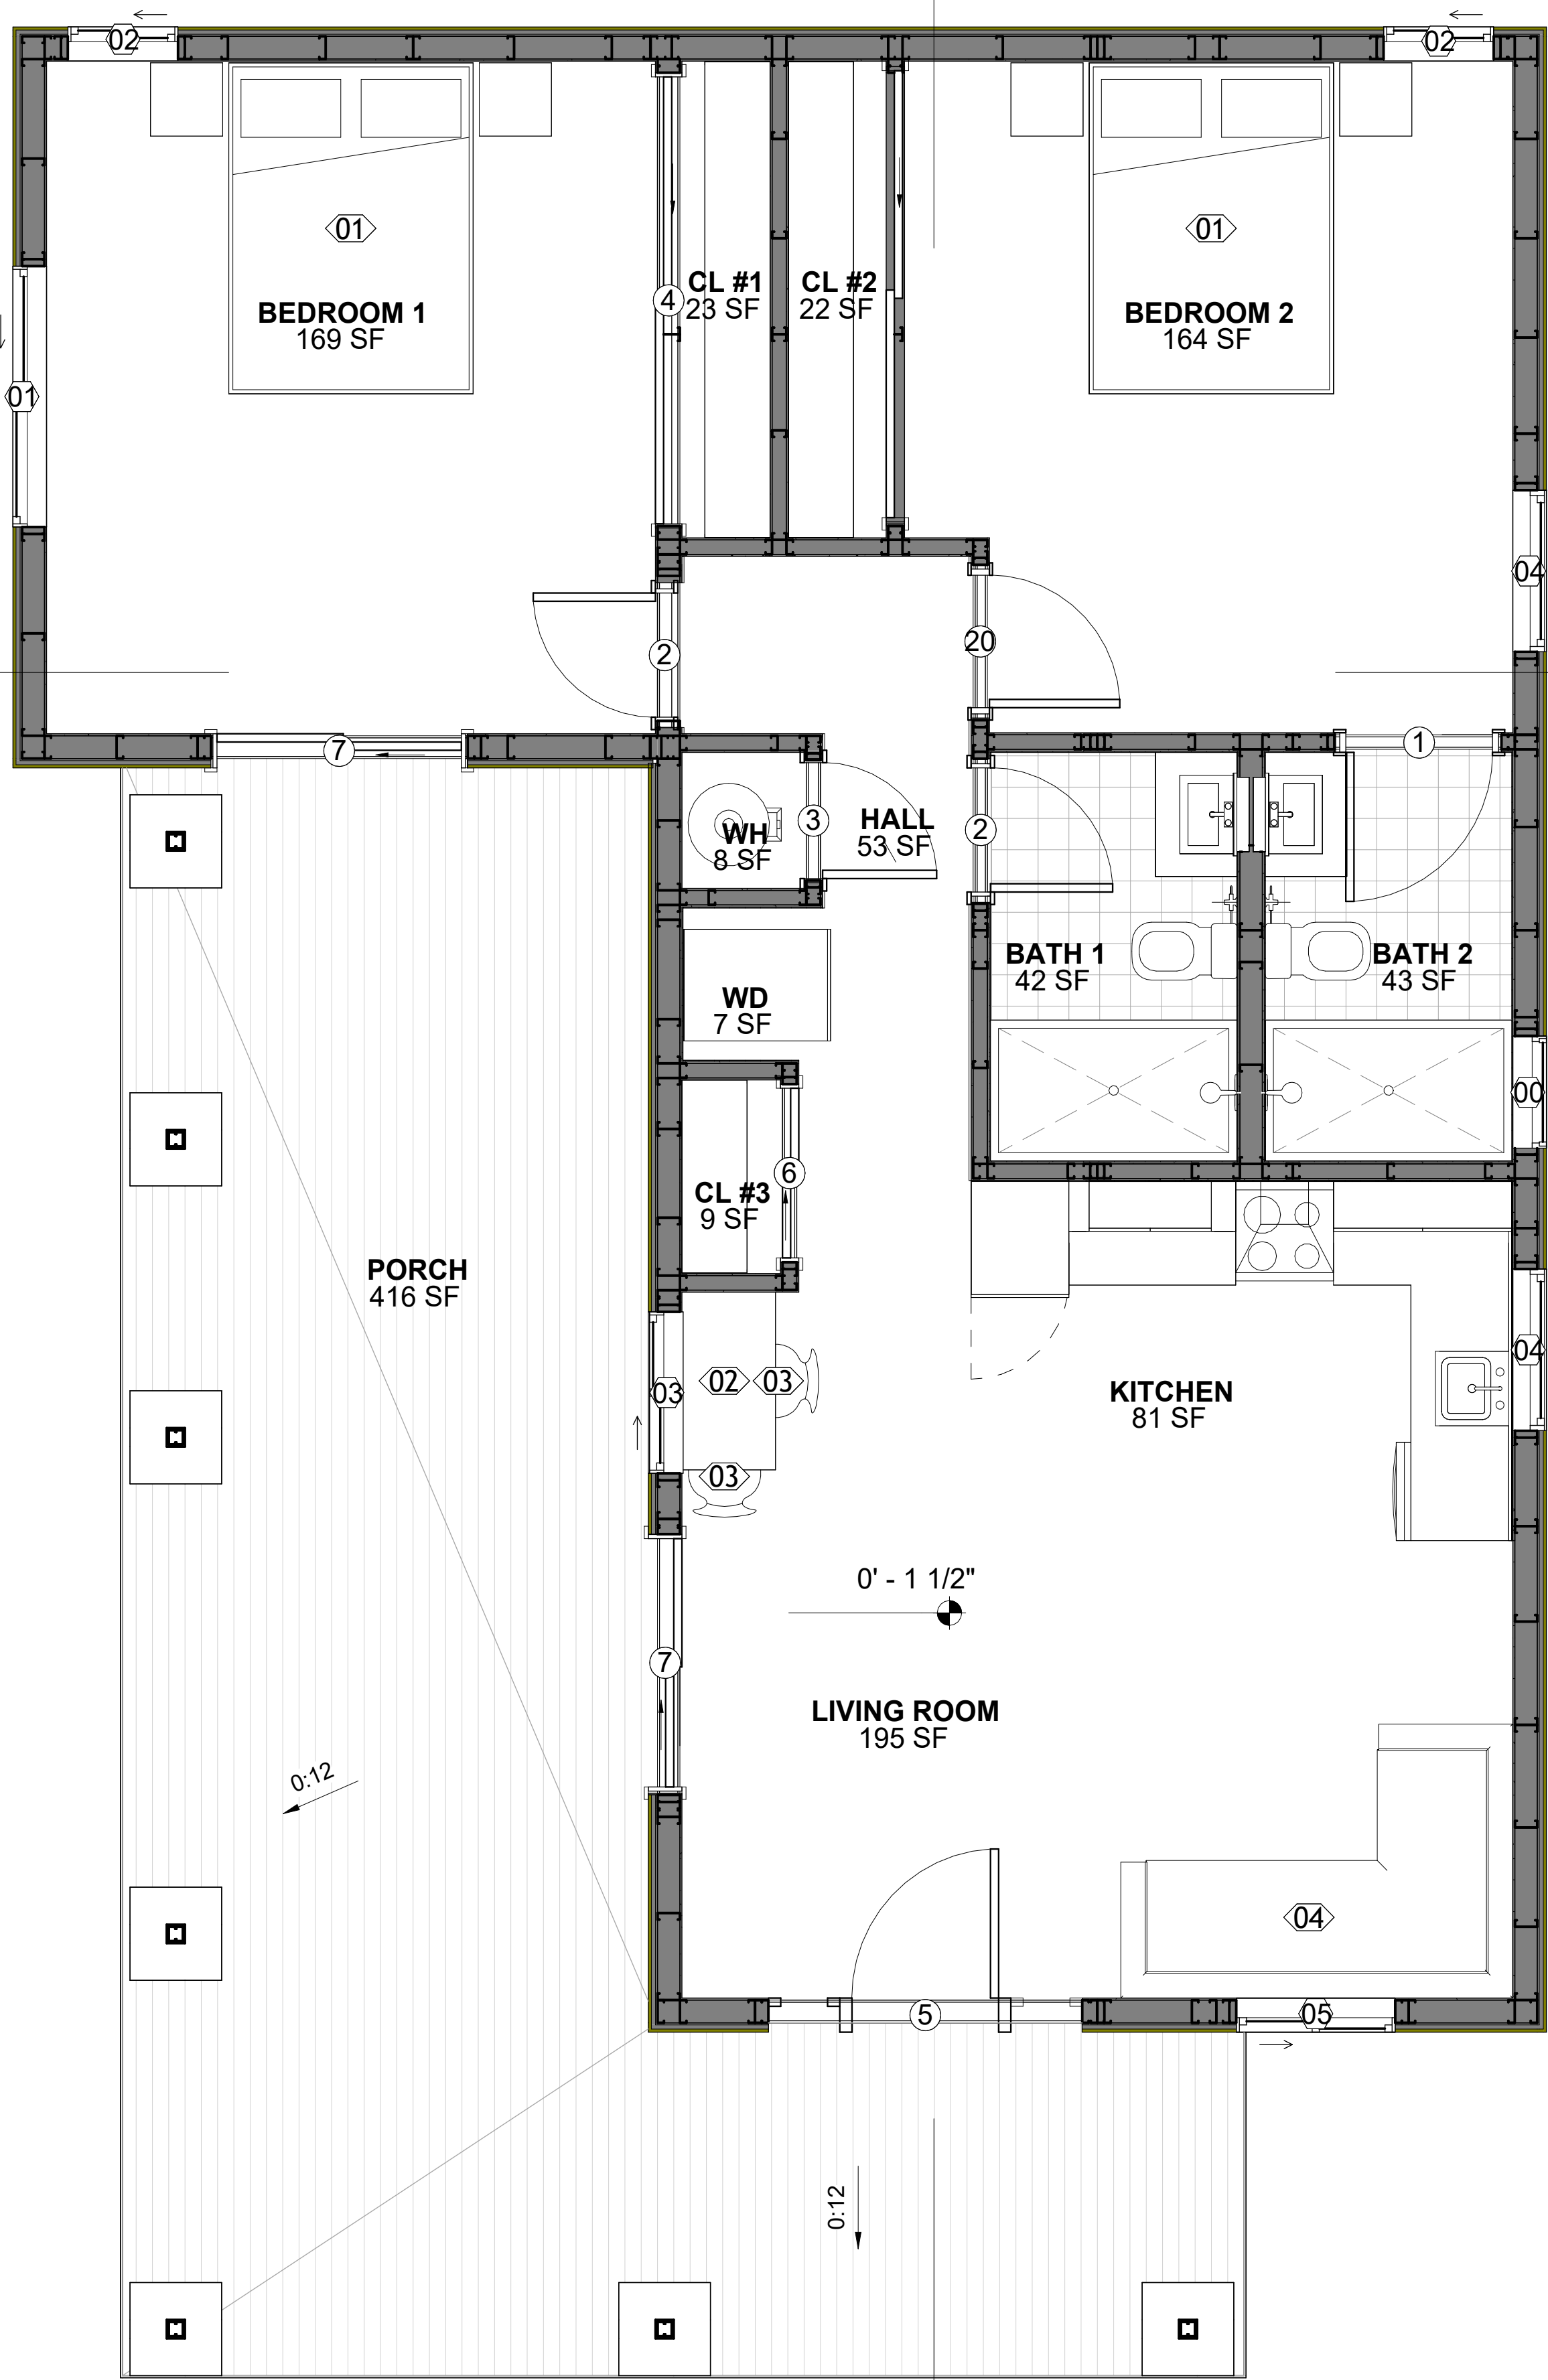 02
02
01
01
CL #1
23 SF
CL #2
22 SF
4
BEDROOM 1
169 SF
BEDROOM 2
164 SF
01
04
20
2
1
7
3
HALL
53 SF
2
WH
8 SF
BATH 1
42 SF
BATH 2
43 SF
WD
7 SF
00
6
CL #3
9 SF
PORCH
416 SF
04
02
03
03
KITCHEN
81 SF
03
0' - 1 1/2"
7
LIVING ROOM
195 SF
0:12
04
5
05
0:12